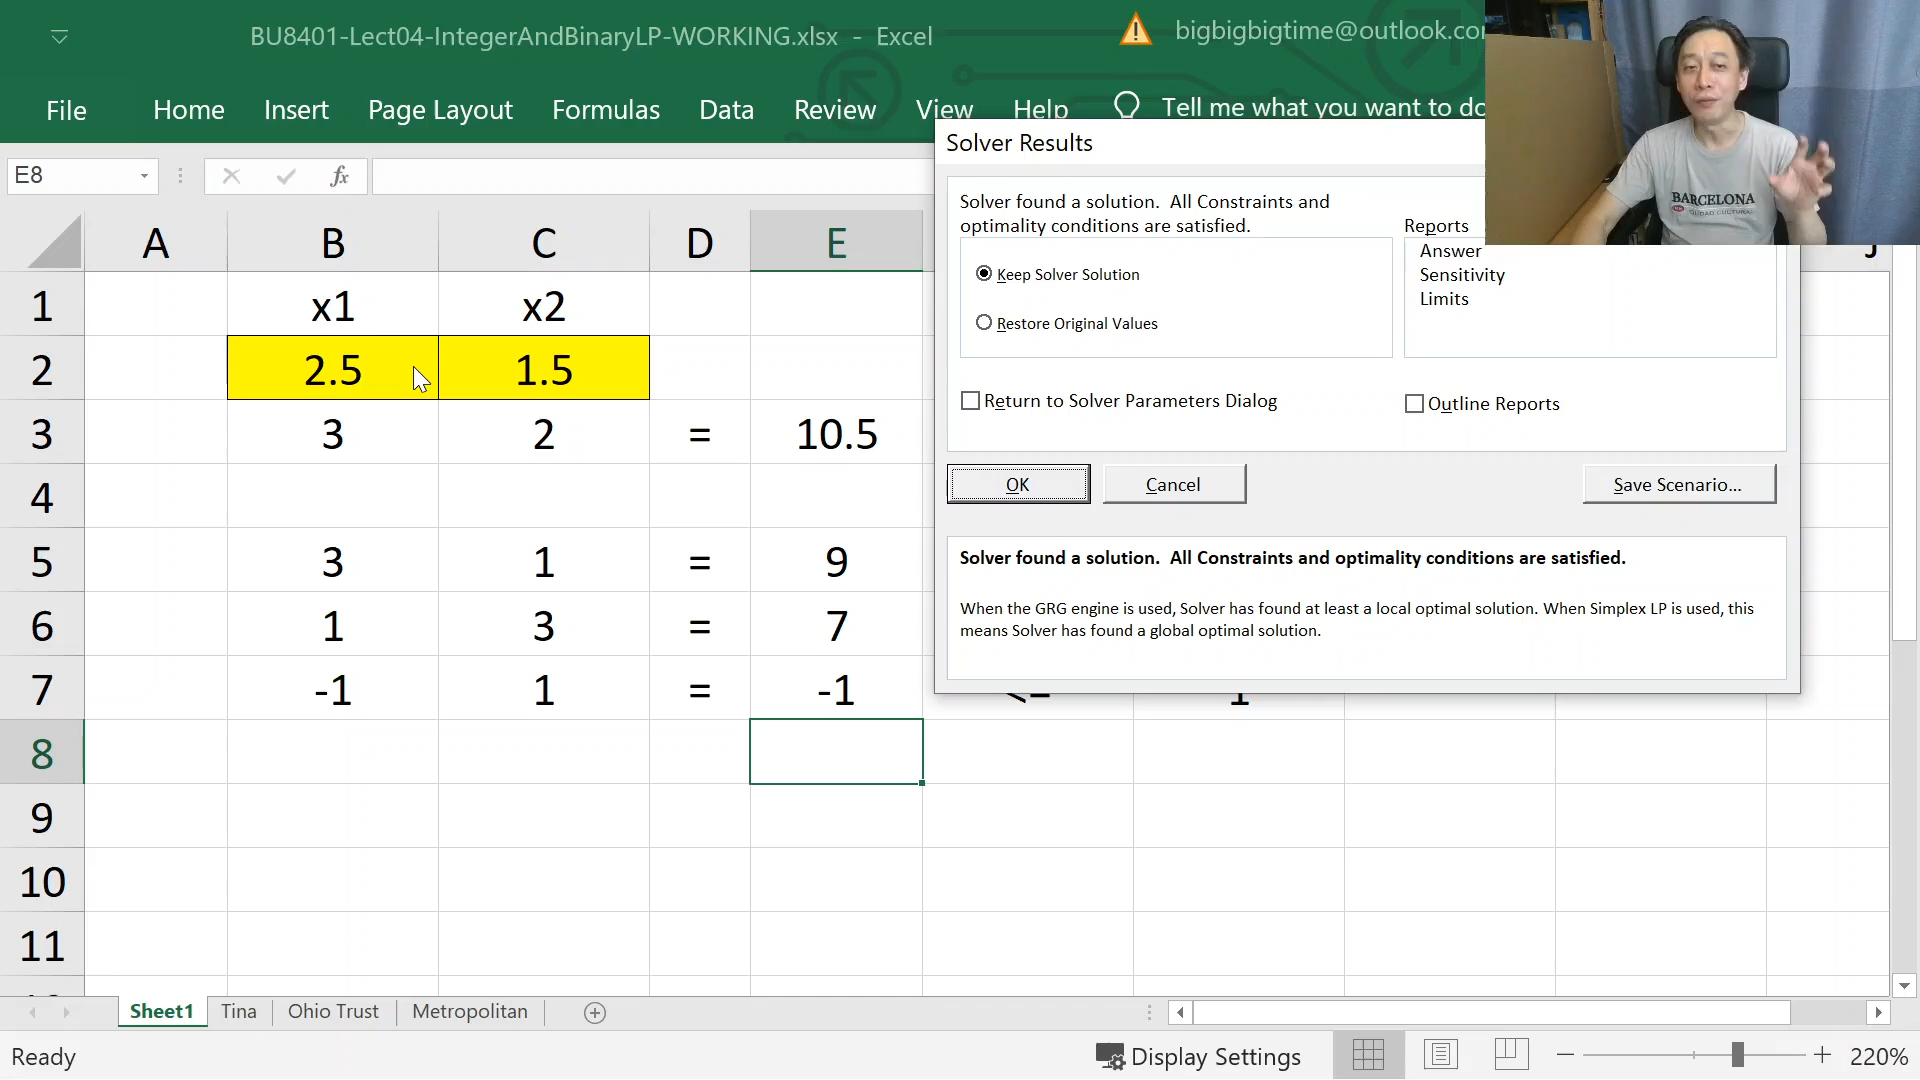 BU8401-Lect04-IntegerAndBinaryLP-WORKING.xlsx - Excel
bigbigbigtime@outlook.co
File Home Insert Page Layout Formulas Data Review View Help Tell me what you want to do
E8 fx
Solver Results
Solver found a solution. All Constraints and
optimality conditions are satisfied.
Reports
Answer
Sensitivity
Limits
Keep Solver Solution
Restore Original Values
Return to Solver Parameters Dialog
Outline Reports
OK Cancel Save Scenario...
Solver found a solution. All Constraints and optimality conditions are satisfied.
When the GRG engine is used, Solver has found at least a local optimal solution. When Simplex LP is used, this
means Solver has found a global optimal solution.
BARCELONA
A B C D E J
1 x1 x2
2 2.5 1.5
3 3 2 = 10.5
4
5 3 1 = 9
6 1 3 = 7
7 -1 1 = -1 <= 1
8
9
10
11
Sheet1 Tina Ohio Trust Metropolitan
Ready Display Settings 220%